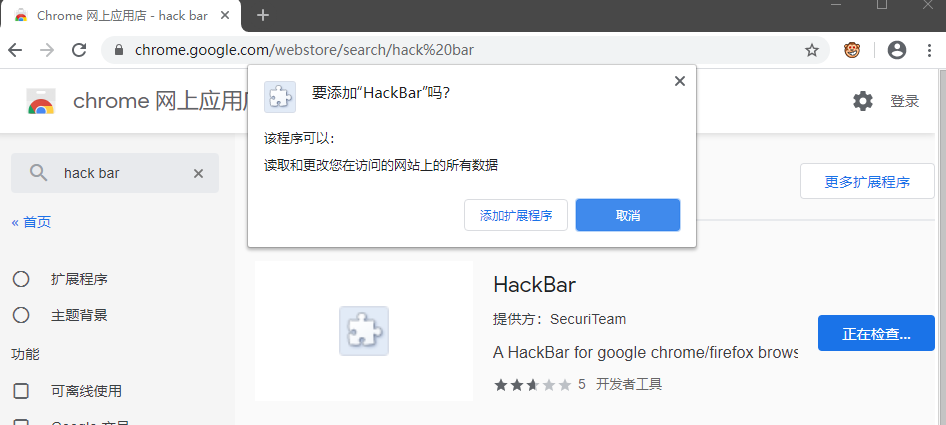 Chrome 网上应用店 - hack bar
chrome.google.com/webstore/search/hack%20bar
要添加“HackBar”吗?
该程序可以:
读取和更改您在访问的网站上的所有数据
添加扩展程序
取消
chrome 网上应用店
登录
hack bar
更多扩展程序
« 首页
扩展程序
主题背景
功能
可离线使用
HackBar
提供方: SecuriTeam
A HackBar for google chrome/firefox brows
5 开发者工具
正在检查...